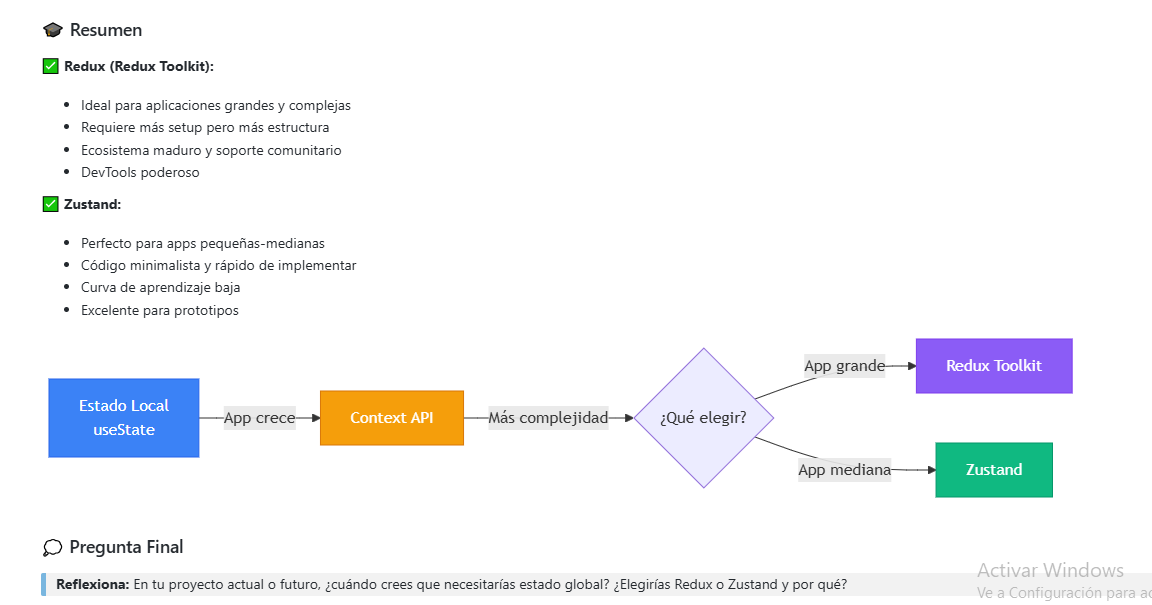 🎓 Resumen
✅ Redux (Redux Toolkit):
• Ideal para aplicaciones grandes y complejas
• Requiere más setup pero más estructura
• Ecosistema maduro y soporte comunitario
• DevTools poderoso
✅ Zustand:
• Perfecto para apps pequeñas-medianas
• Código minimalista y rápido de implementar
• Curva de aprendizaje baja
• Excelente para prototipos
Estado Local
useState
App crece
Context API
Más complejidad
¿Qué elegir?
App grande
Redux Toolkit
App mediana
Zustand
💭 Pregunta Final
Reflexiona: En tu proyecto actual o futuro, ¿cuándo crees que necesitarías estado global? ¿Elegirías Redux o Zustand y por qué?
Activar Windows
Ve a Configuración para